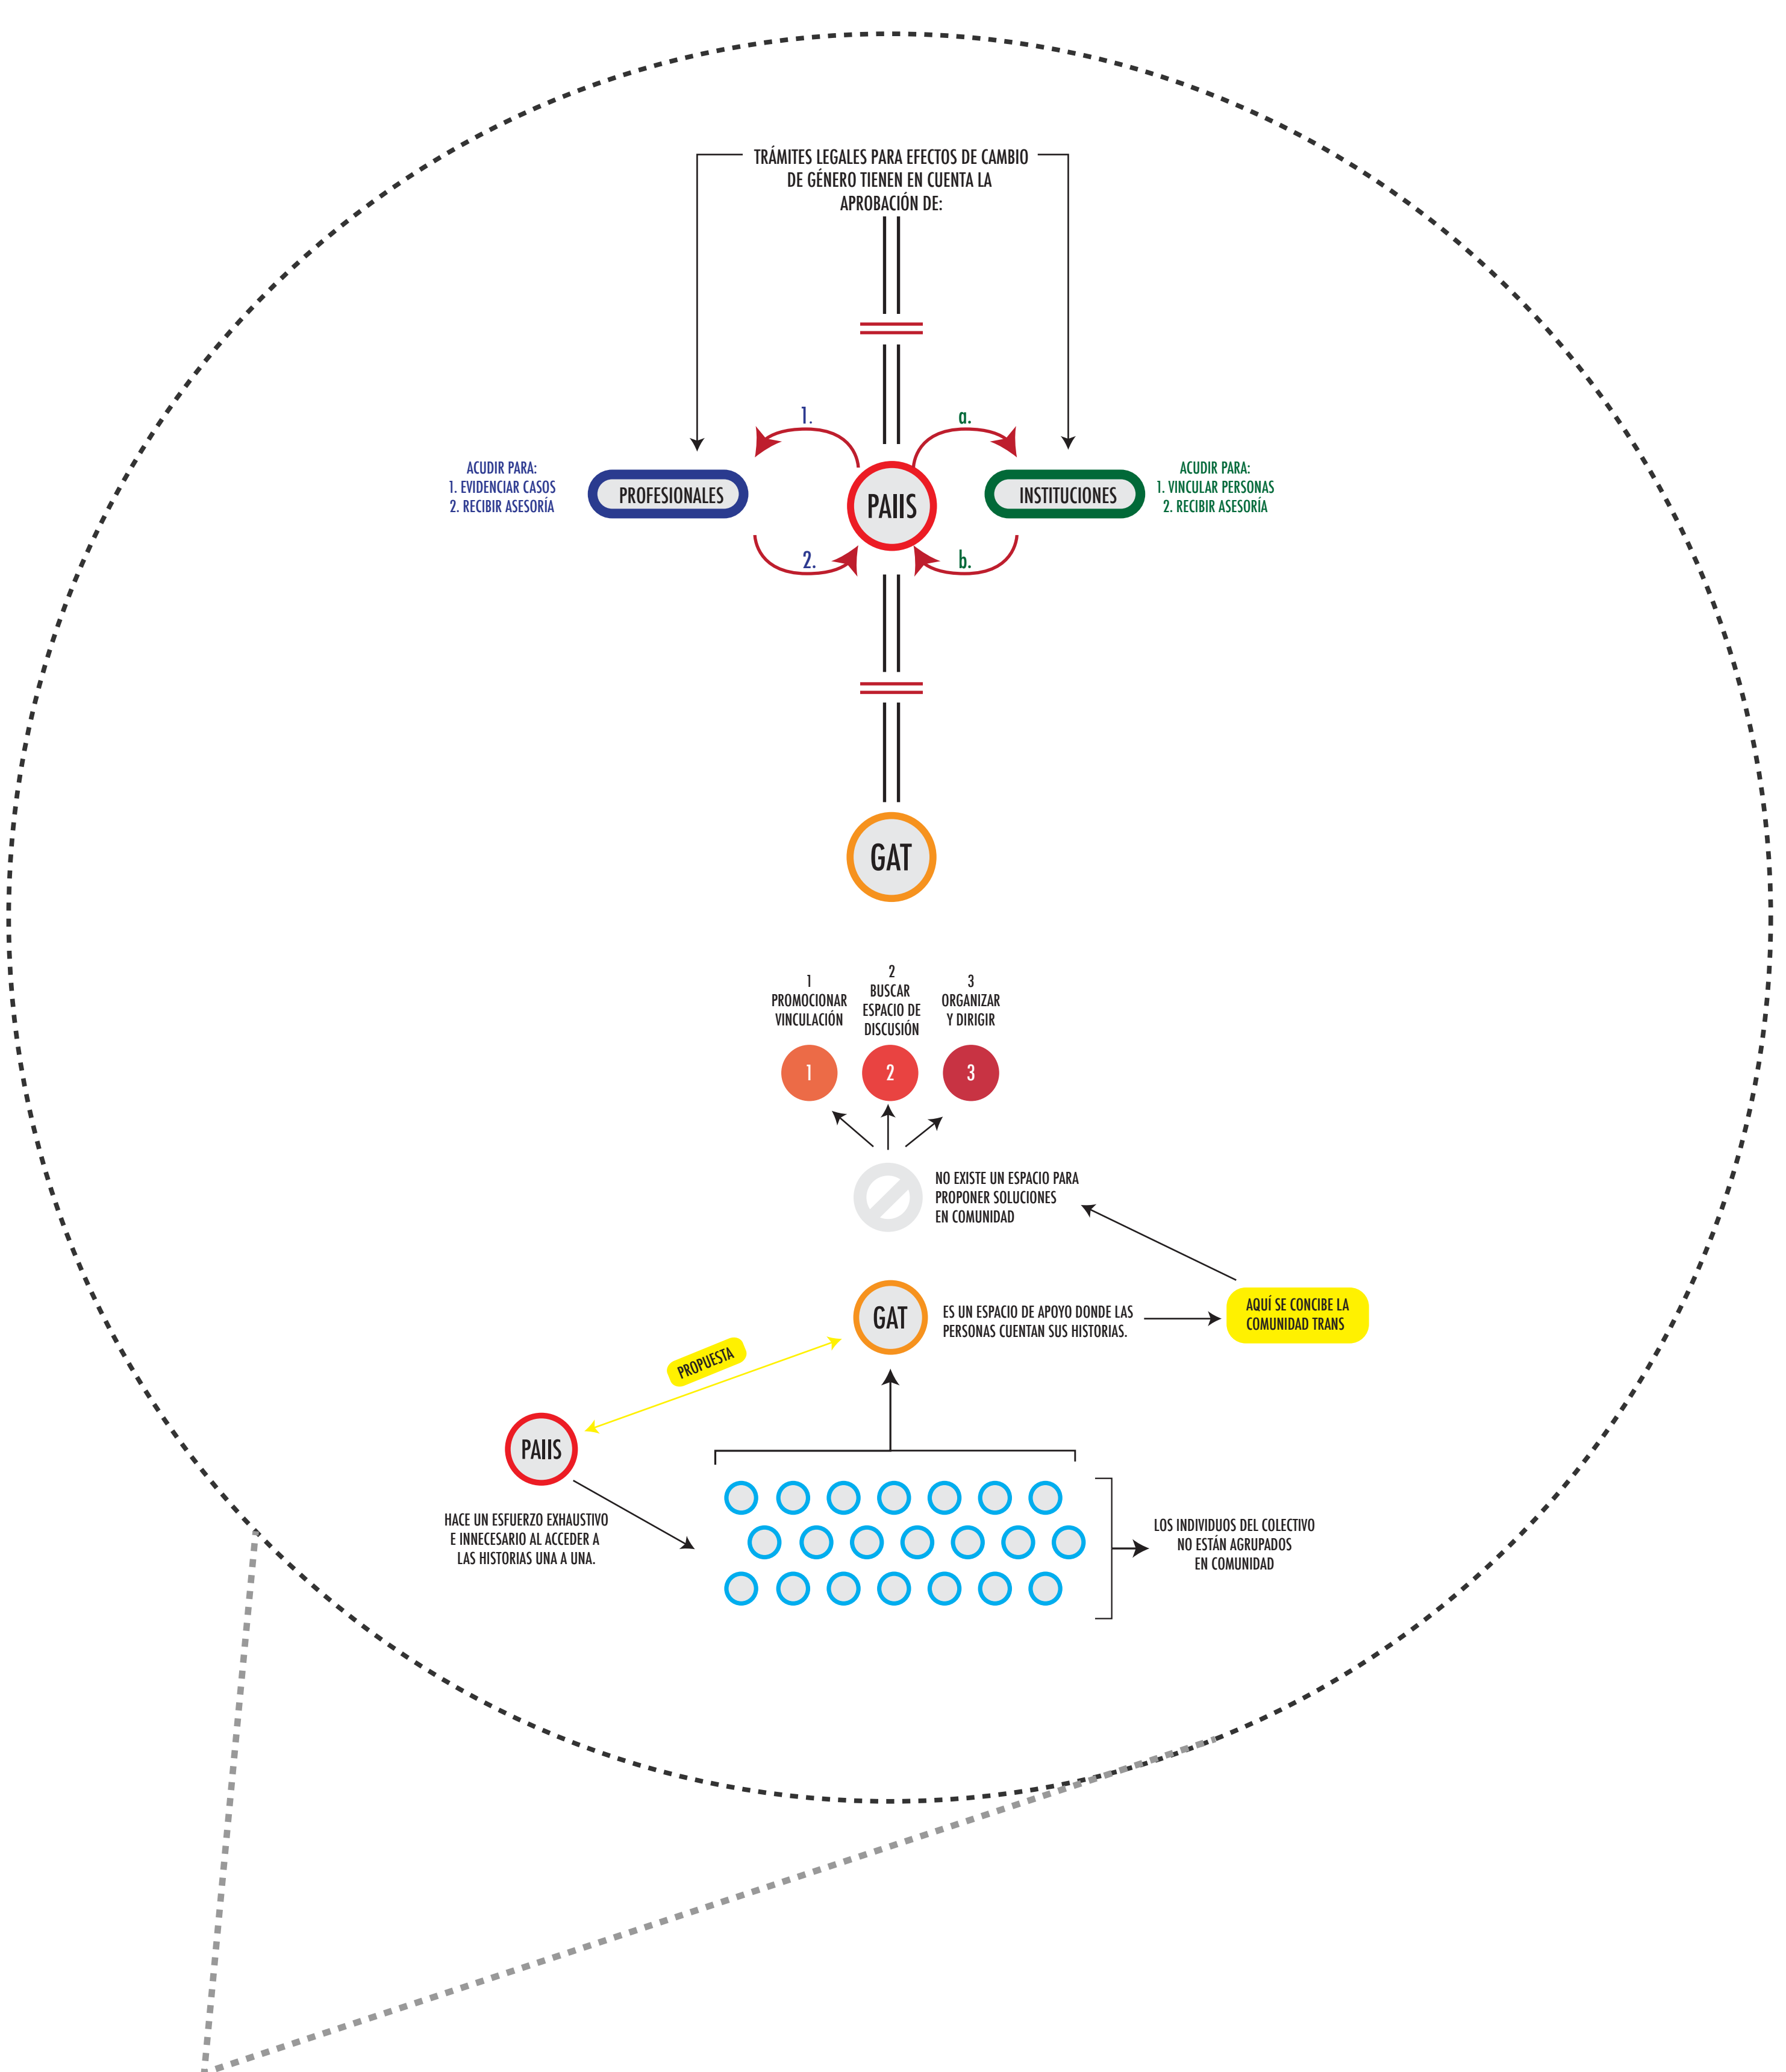 TRÁMITES LEGALES PARA EFECTOS DE CAMBIO
DE GÉNERO TIENEN EN CUENTA LA
APROBACIÓN DE:
1.
a.
ACUDIR PARA:
1. EVIDENCIAR CASOS
2. RECIBIR ASESORÍA
PROFESIONALES
PAIIS
INSTITUCIONES
ACUDIR PARA:
1. VINCULAR PERSONAS
2. RECIBIR ASESORÍA
2.
b.
GAT
1
PROMOCIONAR
VINCULACIÓN
2
BUSCAR
ESPACIO DE
DISCUSIÓN
3
ORGANIZAR
Y DIRIGIR
1
2
3
NO EXISTE UN ESPACIO PARA
PROPONER SOLUCIONES
EN COMUNIDAD
GAT
ES UN ESPACIO DE APOYO DONDE LAS
PERSONAS CUENTAN SUS HISTORIAS.
AQUÍ SE CONCIBE LA
COMUNIDAD TRANS
PROPUESTA
PAIIS
HACE UN ESFUERZO EXHAUSTIVO
E INNECESARIO AL ACCEDER A
LAS HISTORIAS UNA A UNA.
LOS INDIVIDUOS DEL COLECTIVO
NO ESTÁN AGRUPADOS
EN COMUNIDAD